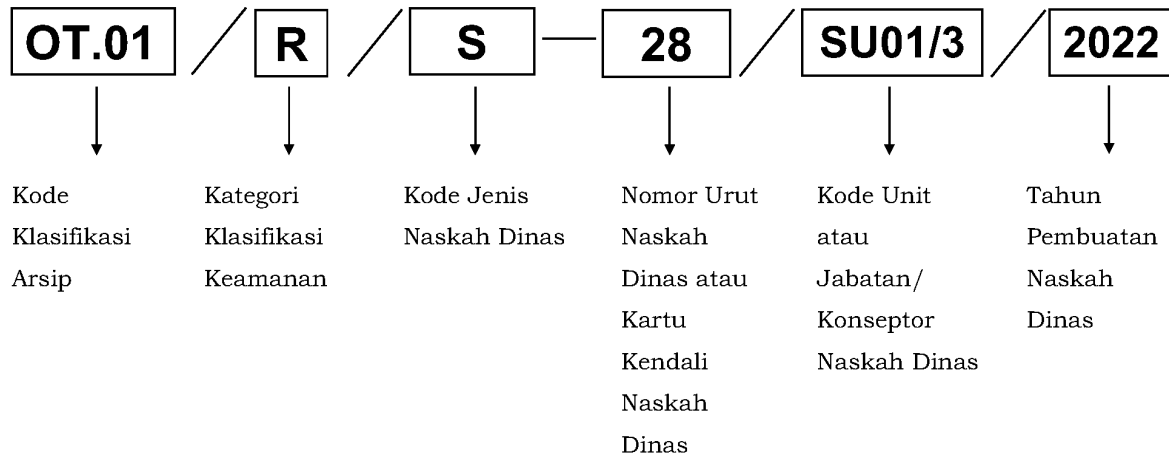 OT.01 / R / S — 28 / SU01/3 / 2022
Kode
Klasifikasi
Arsip
Kategori
Klasifikasi
Keamanan
Kode Jenis
Naskah Dinas
Nomor Urut
Naskah
Dinas atau
Kartu
Kendali
Naskah
Dinas
Kode Unit
atau
Jabatan/
Konseptor
Naskah Dinas
Tahun
Pembuatan
Naskah
Dinas